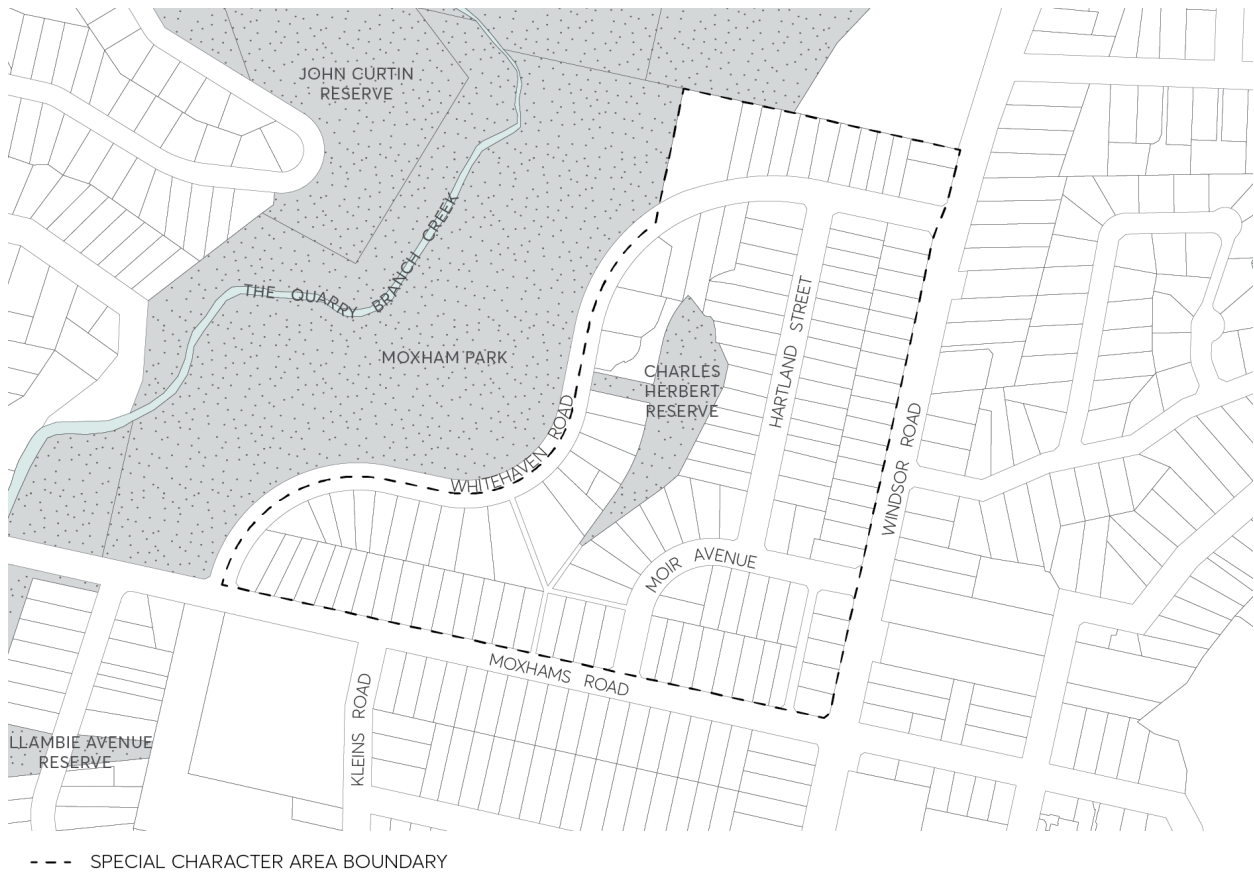 JOHN CURTIN
RESERVE
THE QUARRY BRANCH CREEK
MOXHAM PARK
CHARLES
HERBERT
RESERVE
HARTLAND STREET
WHITEHAVEN ROAD
WINDSOR ROAD
MOIR AVENUE
MOXHAMS ROAD
KLEINS ROAD
LLAMBIE AVENUE
RESERVE
SPECIAL CHARACTER AREA BOUNDARY